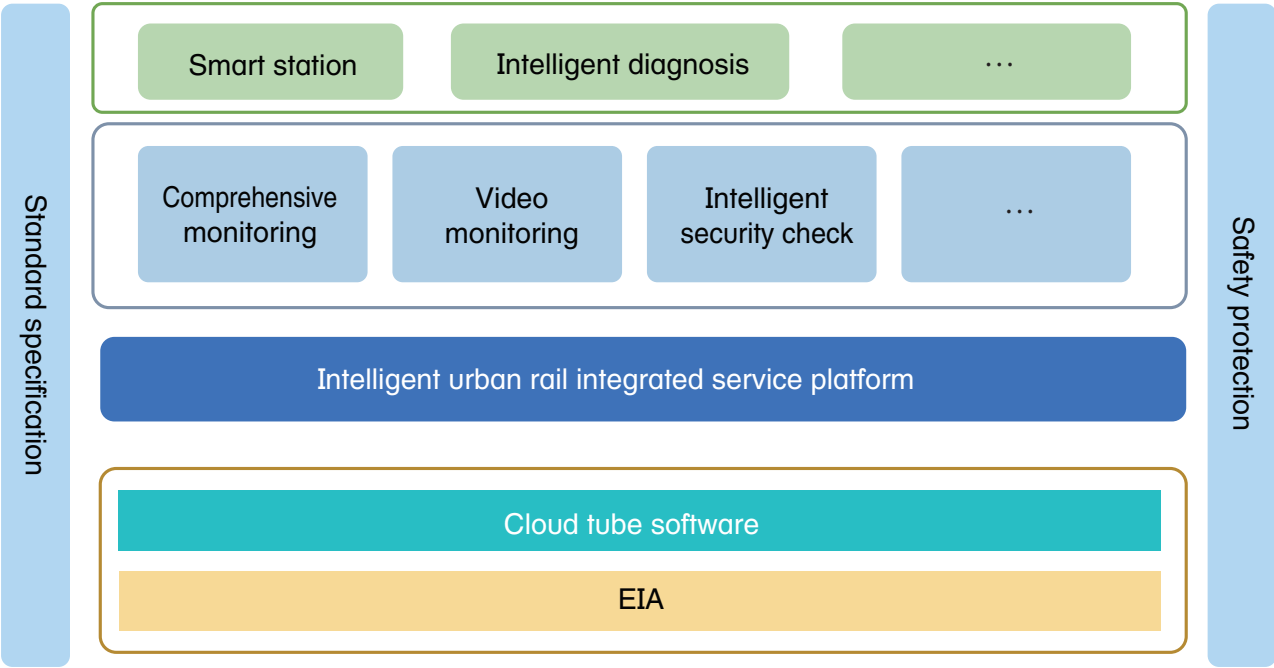 Standard specification
Smart station
Intelligent diagnosis
...
Comprehensive
monitoring
Video
monitoring
Intelligent
security check
...
Intelligent urban rail integrated service platform
Cloud tube software
EIA
Safety protection